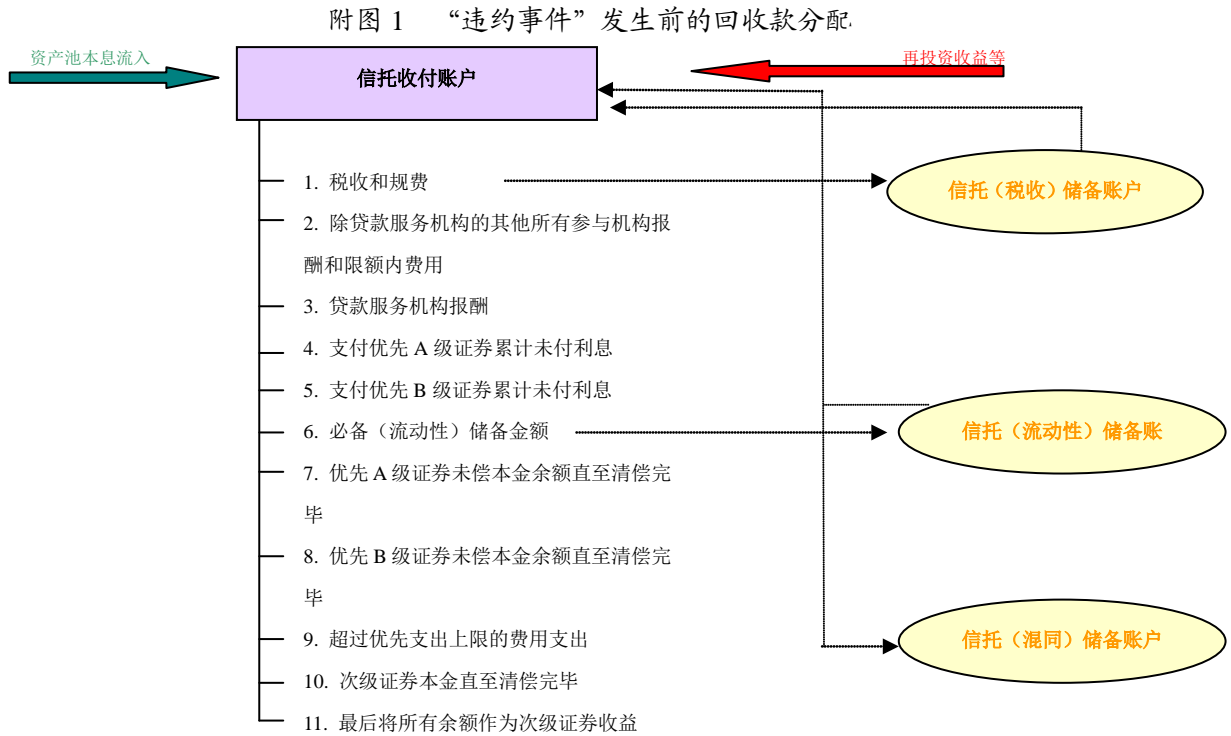 附图 1 “违约事件”发生前的回收款分配
资产池本息流入
信托收付账户
再投资收益等
1. 税收和规费
信托（税收）储备账户
2. 除贷款服务机构的其他所有参与机构报
酬和限额内费用
3. 贷款服务机构报酬
4. 支付优先 A 级证券累计未付利息
5. 支付优先 B 级证券累计未付利息
6. 必备（流动性）储备金额
信托（流动性）储备账
7. 优先 A 级证券未偿本金余额直至清偿完
毕
8. 优先 B 级证券未偿本金余额直至清偿完
毕
9. 超过优先支出上限的费用支出
信托（混同）储备账户
10. 次级证券本金直至清偿完毕
11. 最后将所有余额作为次级证券收益